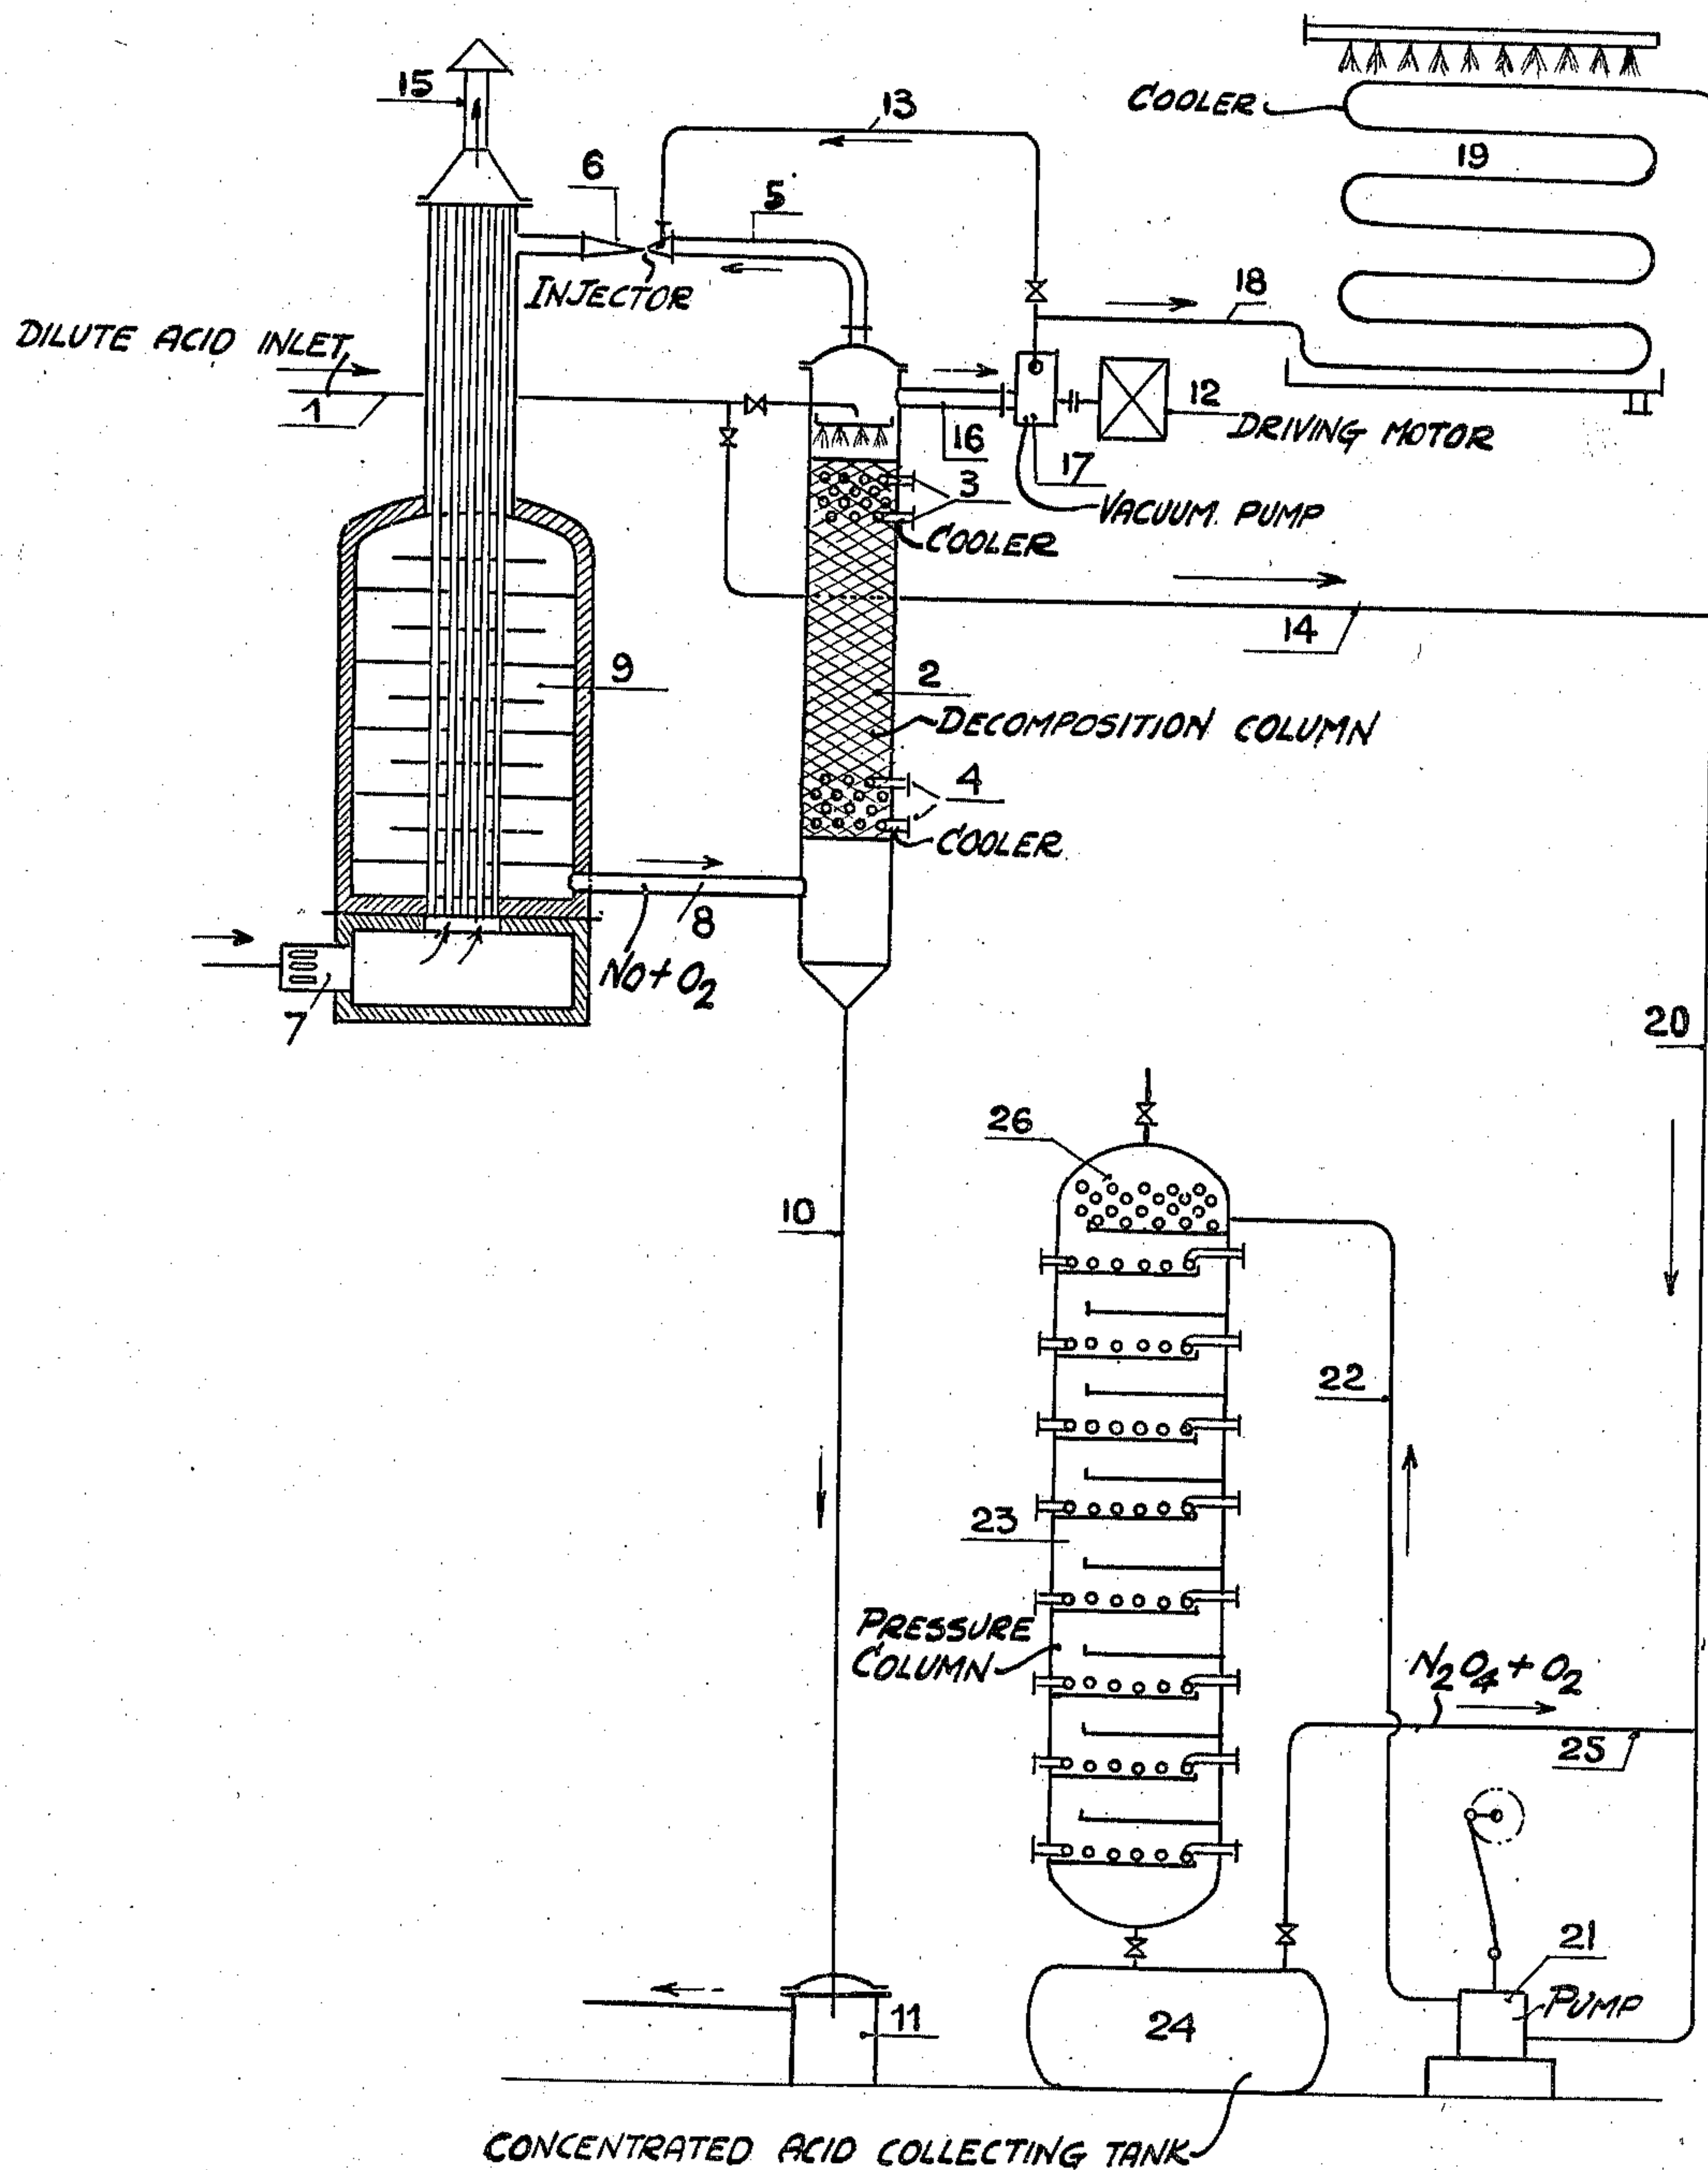 15
COOLER
13
19
6
5
INJECTOR
18
DILUTE ACID INLET
1
12
DRIVING MOTOR
16
17
3
VACUUM PUMP
COOLER
14
9
2
DECOMPOSITION COLUMN
4
COOLER
8
NO + O2
7
20
26
10
22
23
PRESSURE
COLUMN
N2O4 + O2
25
21
PUMP
11
24
CONCENTRATED ACID COLLECTING TANK